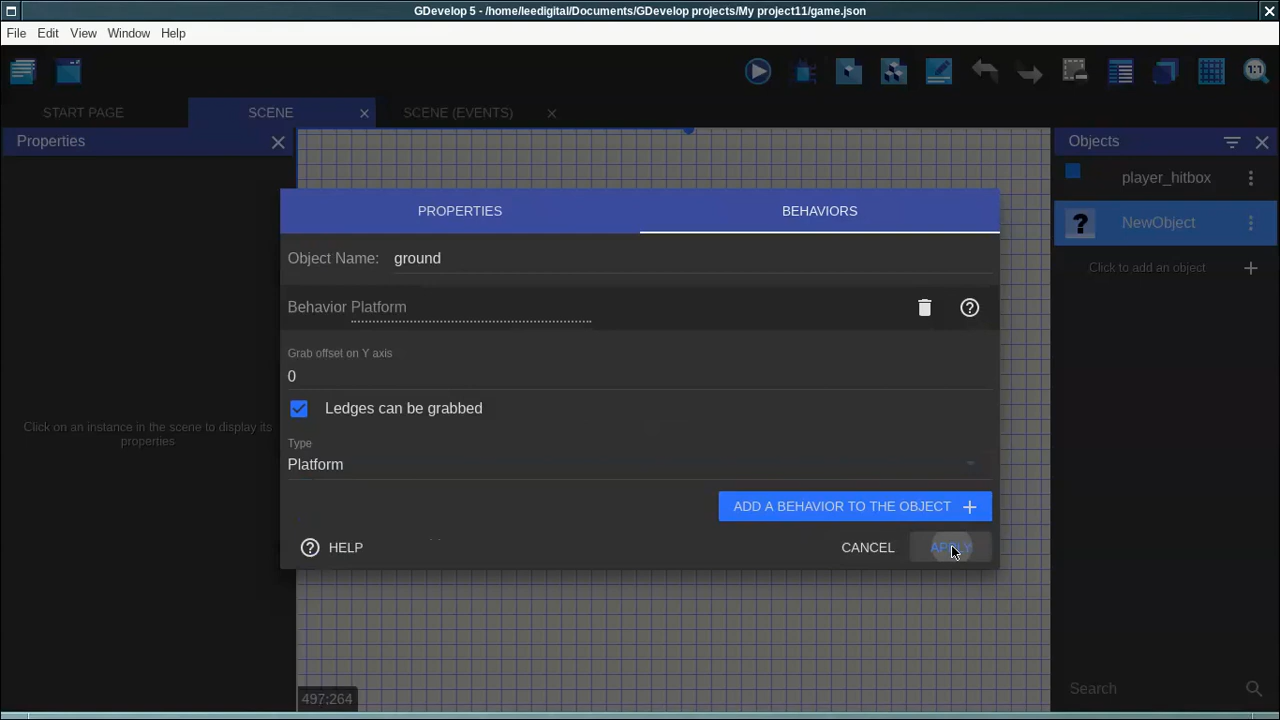 GDevelop 5 - /home/leedigital/Documents/GDevelop projects/My project11/game.json
File Edit View Window Help
1:1
START PAGE SCENE SCENE (EVENTS)
Properties
Objects
player_hitbox
NewObject
Click to add an object
PROPERTIES BEHAVIORS
Object Name: ground
Behavior Platform
Grab offset on Y axis
0
Ledges can be grabbed
Click on an instance in the scene to display its
properties
Type
Platform
ADD A BEHAVIOR TO THE OBJECT
HELP CANCEL APPLY
497;264
Search